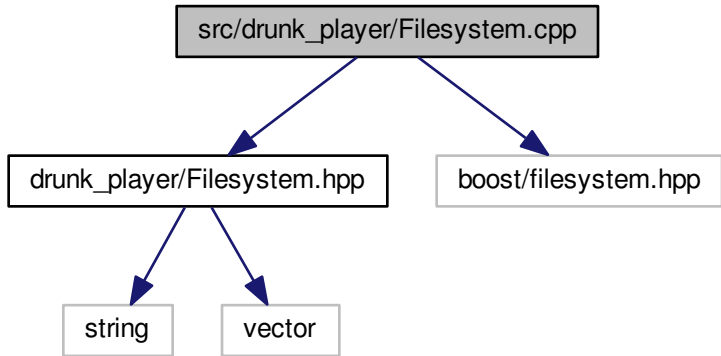 src/drunk_player/Filesystem.cpp
drunk_player/Filesystem.hpp
boost/filesystem.hpp
string
vector